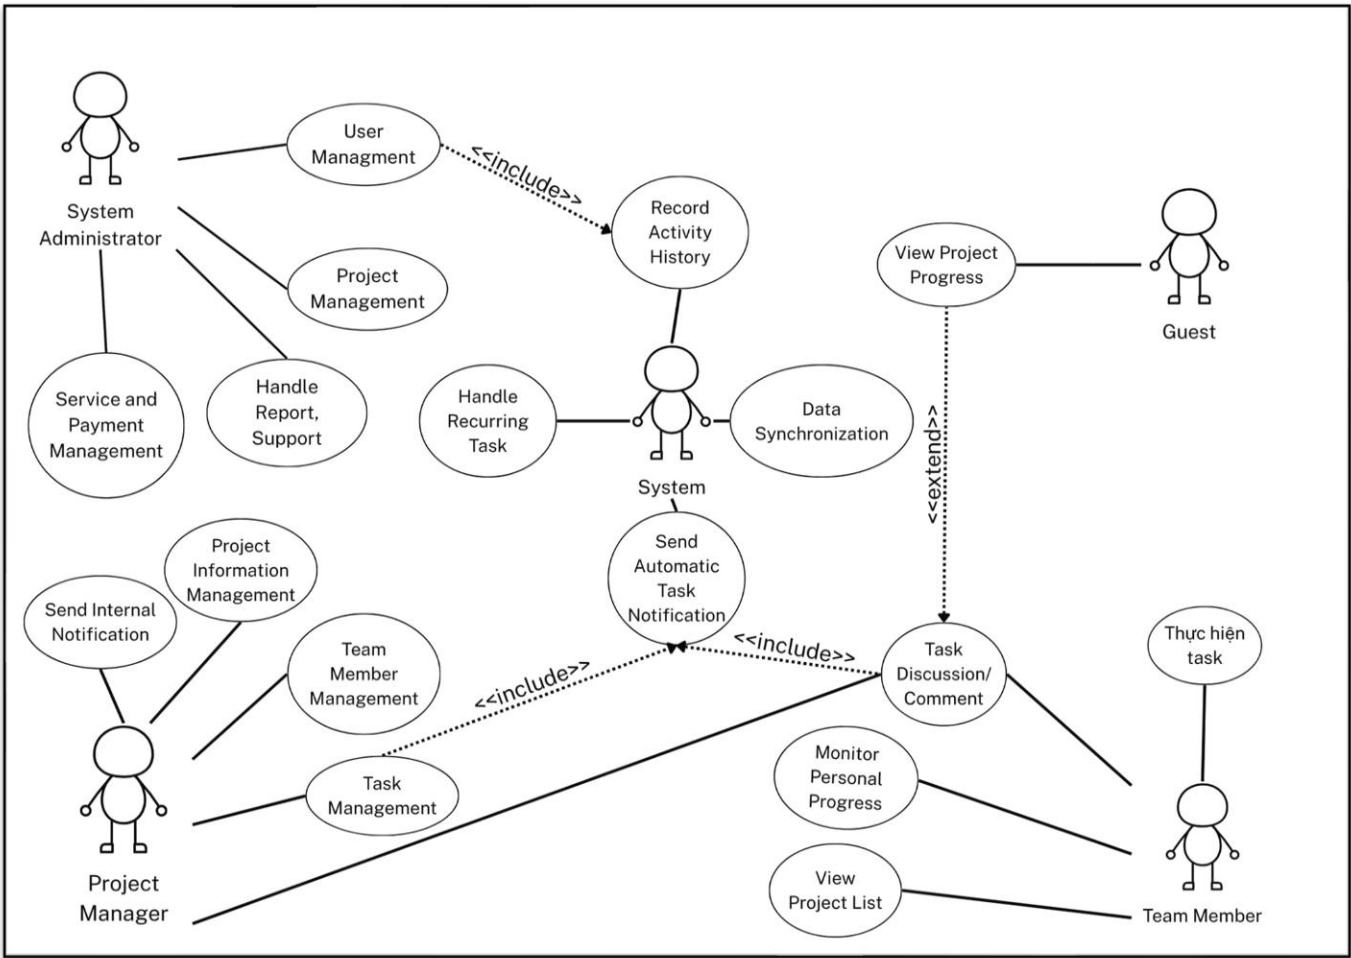 User
Managment
<<include>>
System
Administrator
Record
Activity
History
View Project
Progress
Guest
Project
Management
Service and
Payment
Management
Handle
Report,
Support
Handle
Recurring
Task
Data
Synchronization
System
<<extend>>
Send
Automatic
Task
Notification
Project
Information
Management
Send Internal
Notification
Team
Member
Management
<<include>>
<<include>>
Task
Discussion/
Comment
Thực hiện
task
Task
Management
Monitor
Personal
Progress
View
Project List
Project
Manager
Team Member